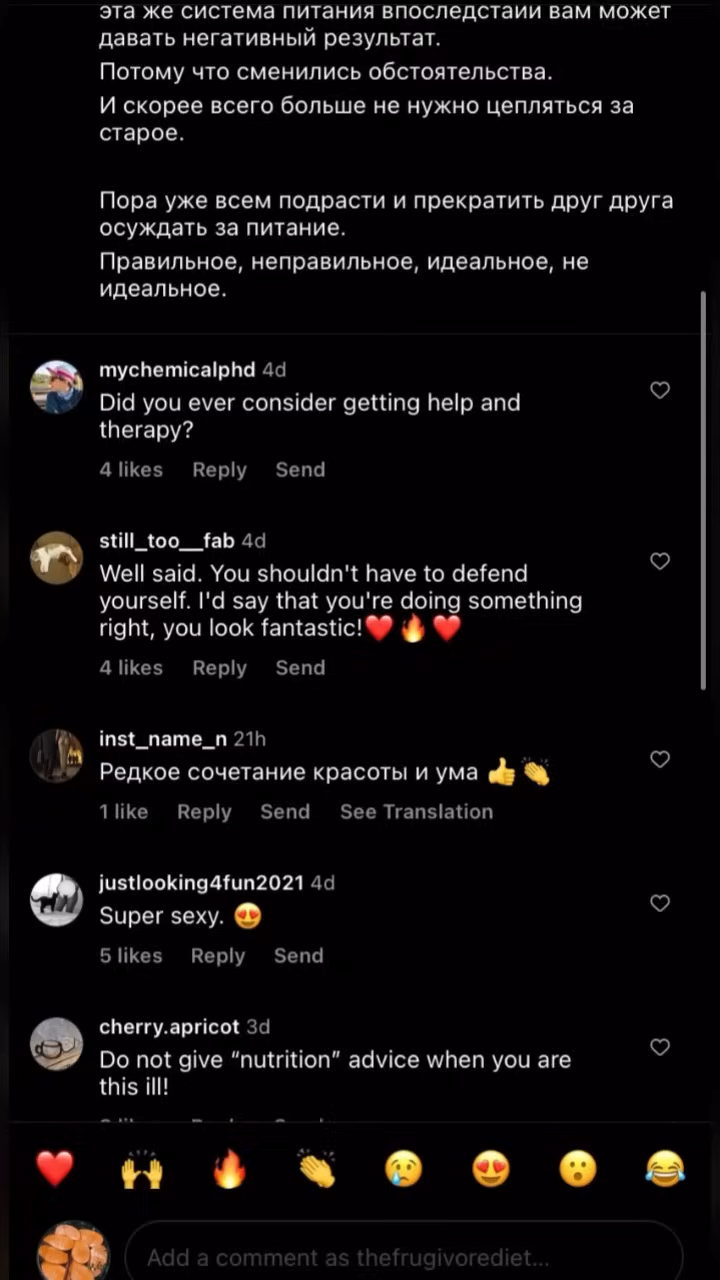 эта же система питания впоследстаии вам может
давать негативный результат.
Потому что сменились обстоятельства.
И скорее всего больше не нужно цепляться за
старое.
Пора уже всем подрасти и прекратить друг друга
осуждать за питание.
Правильное, неправильное, идеальное, не
идеальное.
mychemicalphd 4d
Did you ever consider getting help and
therapy?
4 likes Reply Send
still_too__fab 4d
Well said. You shouldn't have to defend
yourself. I'd say that you're doing something
right, you look fantastic!❤️🔥❤️
4 likes Reply Send
inst_name_n 21h
Редкое сочетание красоты и ума 👍👏
1 like Reply Send See Translation
justlooking4fun2021 4d
Super sexy. 😍
5 likes Reply Send
cherry.apricot 3d
Do not give “nutrition” advice when you are
this ill!
Add a comment as thefrugivorediet...